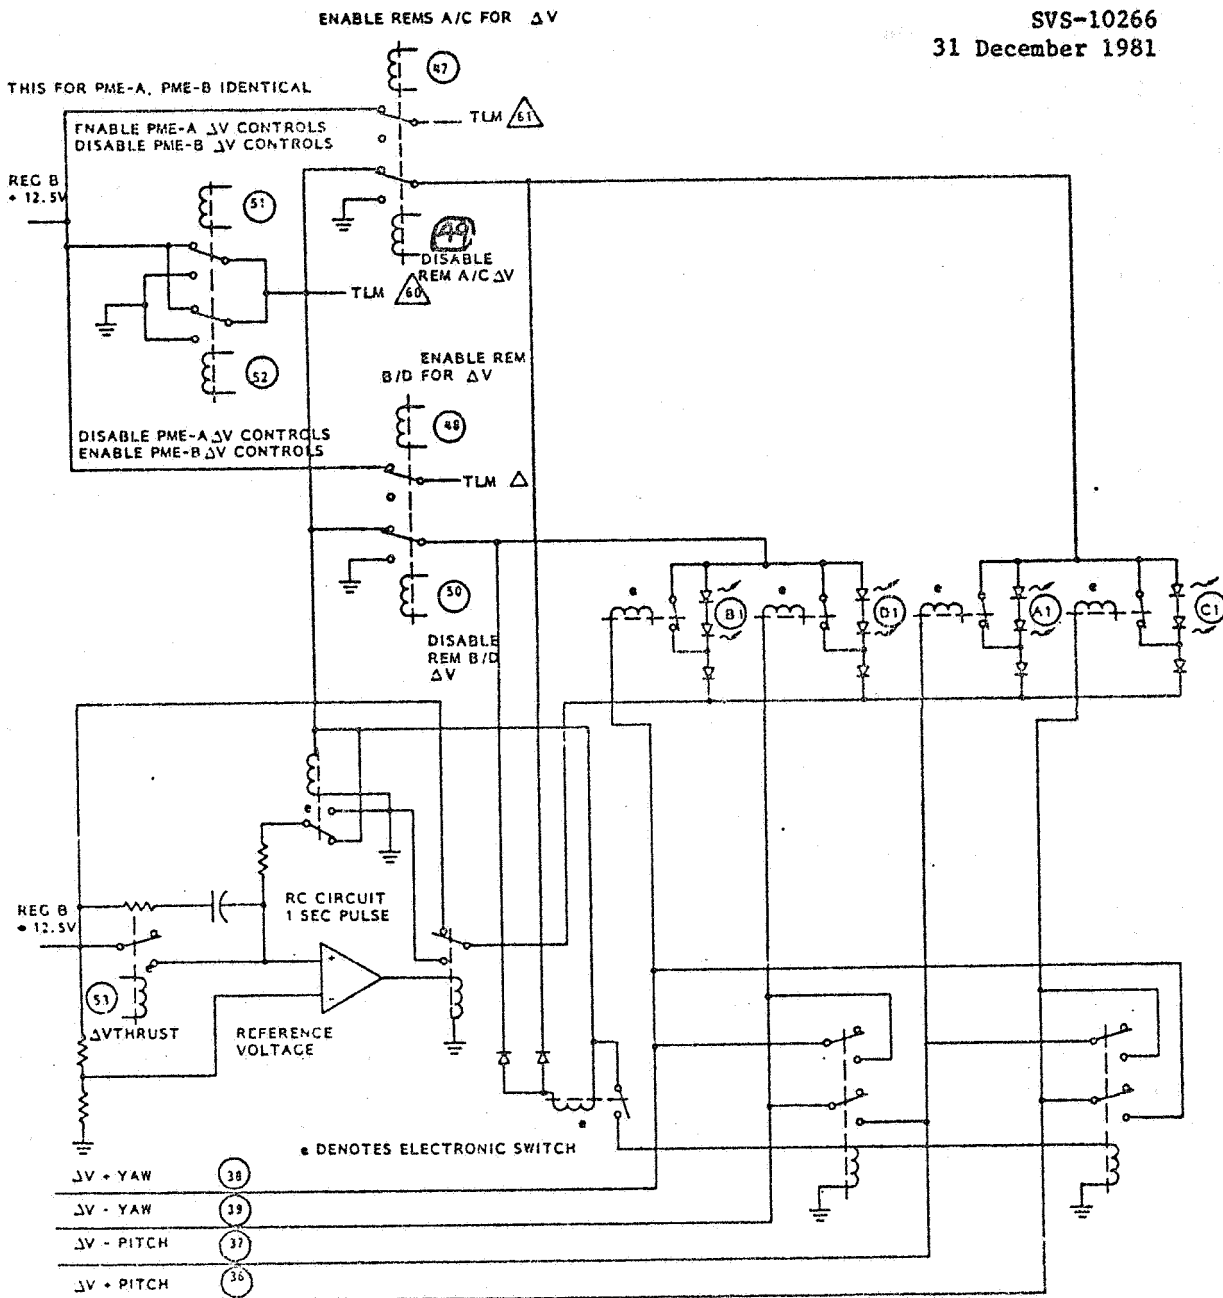 SVS-10266
31 December 1981
ENABLE REMS A/C FOR ΔV
47
THIS FOR PME-A, PME-B IDENTICAL
TLM 61
ENABLE PME-A ΔV CONTROLS
DISABLE PME-B ΔV CONTROLS
REG B
+ 12.5V
51
49
DISABLE
REM A/C ΔV
TLM 60
52
ENABLE REM
B/D FOR ΔV
48
DISABLE PME-A ΔV CONTROLS
ENABLE PME-B ΔV CONTROLS
TLM
50
DISABLE
REM B/D
ΔV
e
B1
e
D1
e
A1
e
C1
e
RC CIRCUIT
1 SEC PULSE
REG B
+ 12.5V
e
53
ΔVTHRUST
+
-
REFERENCE
VOLTAGE
e
e DENOTES ELECTRONIC SWITCH
ΔV + YAW 38
ΔV - YAW 39
ΔV - PITCH 37
ΔV + PITCH 36